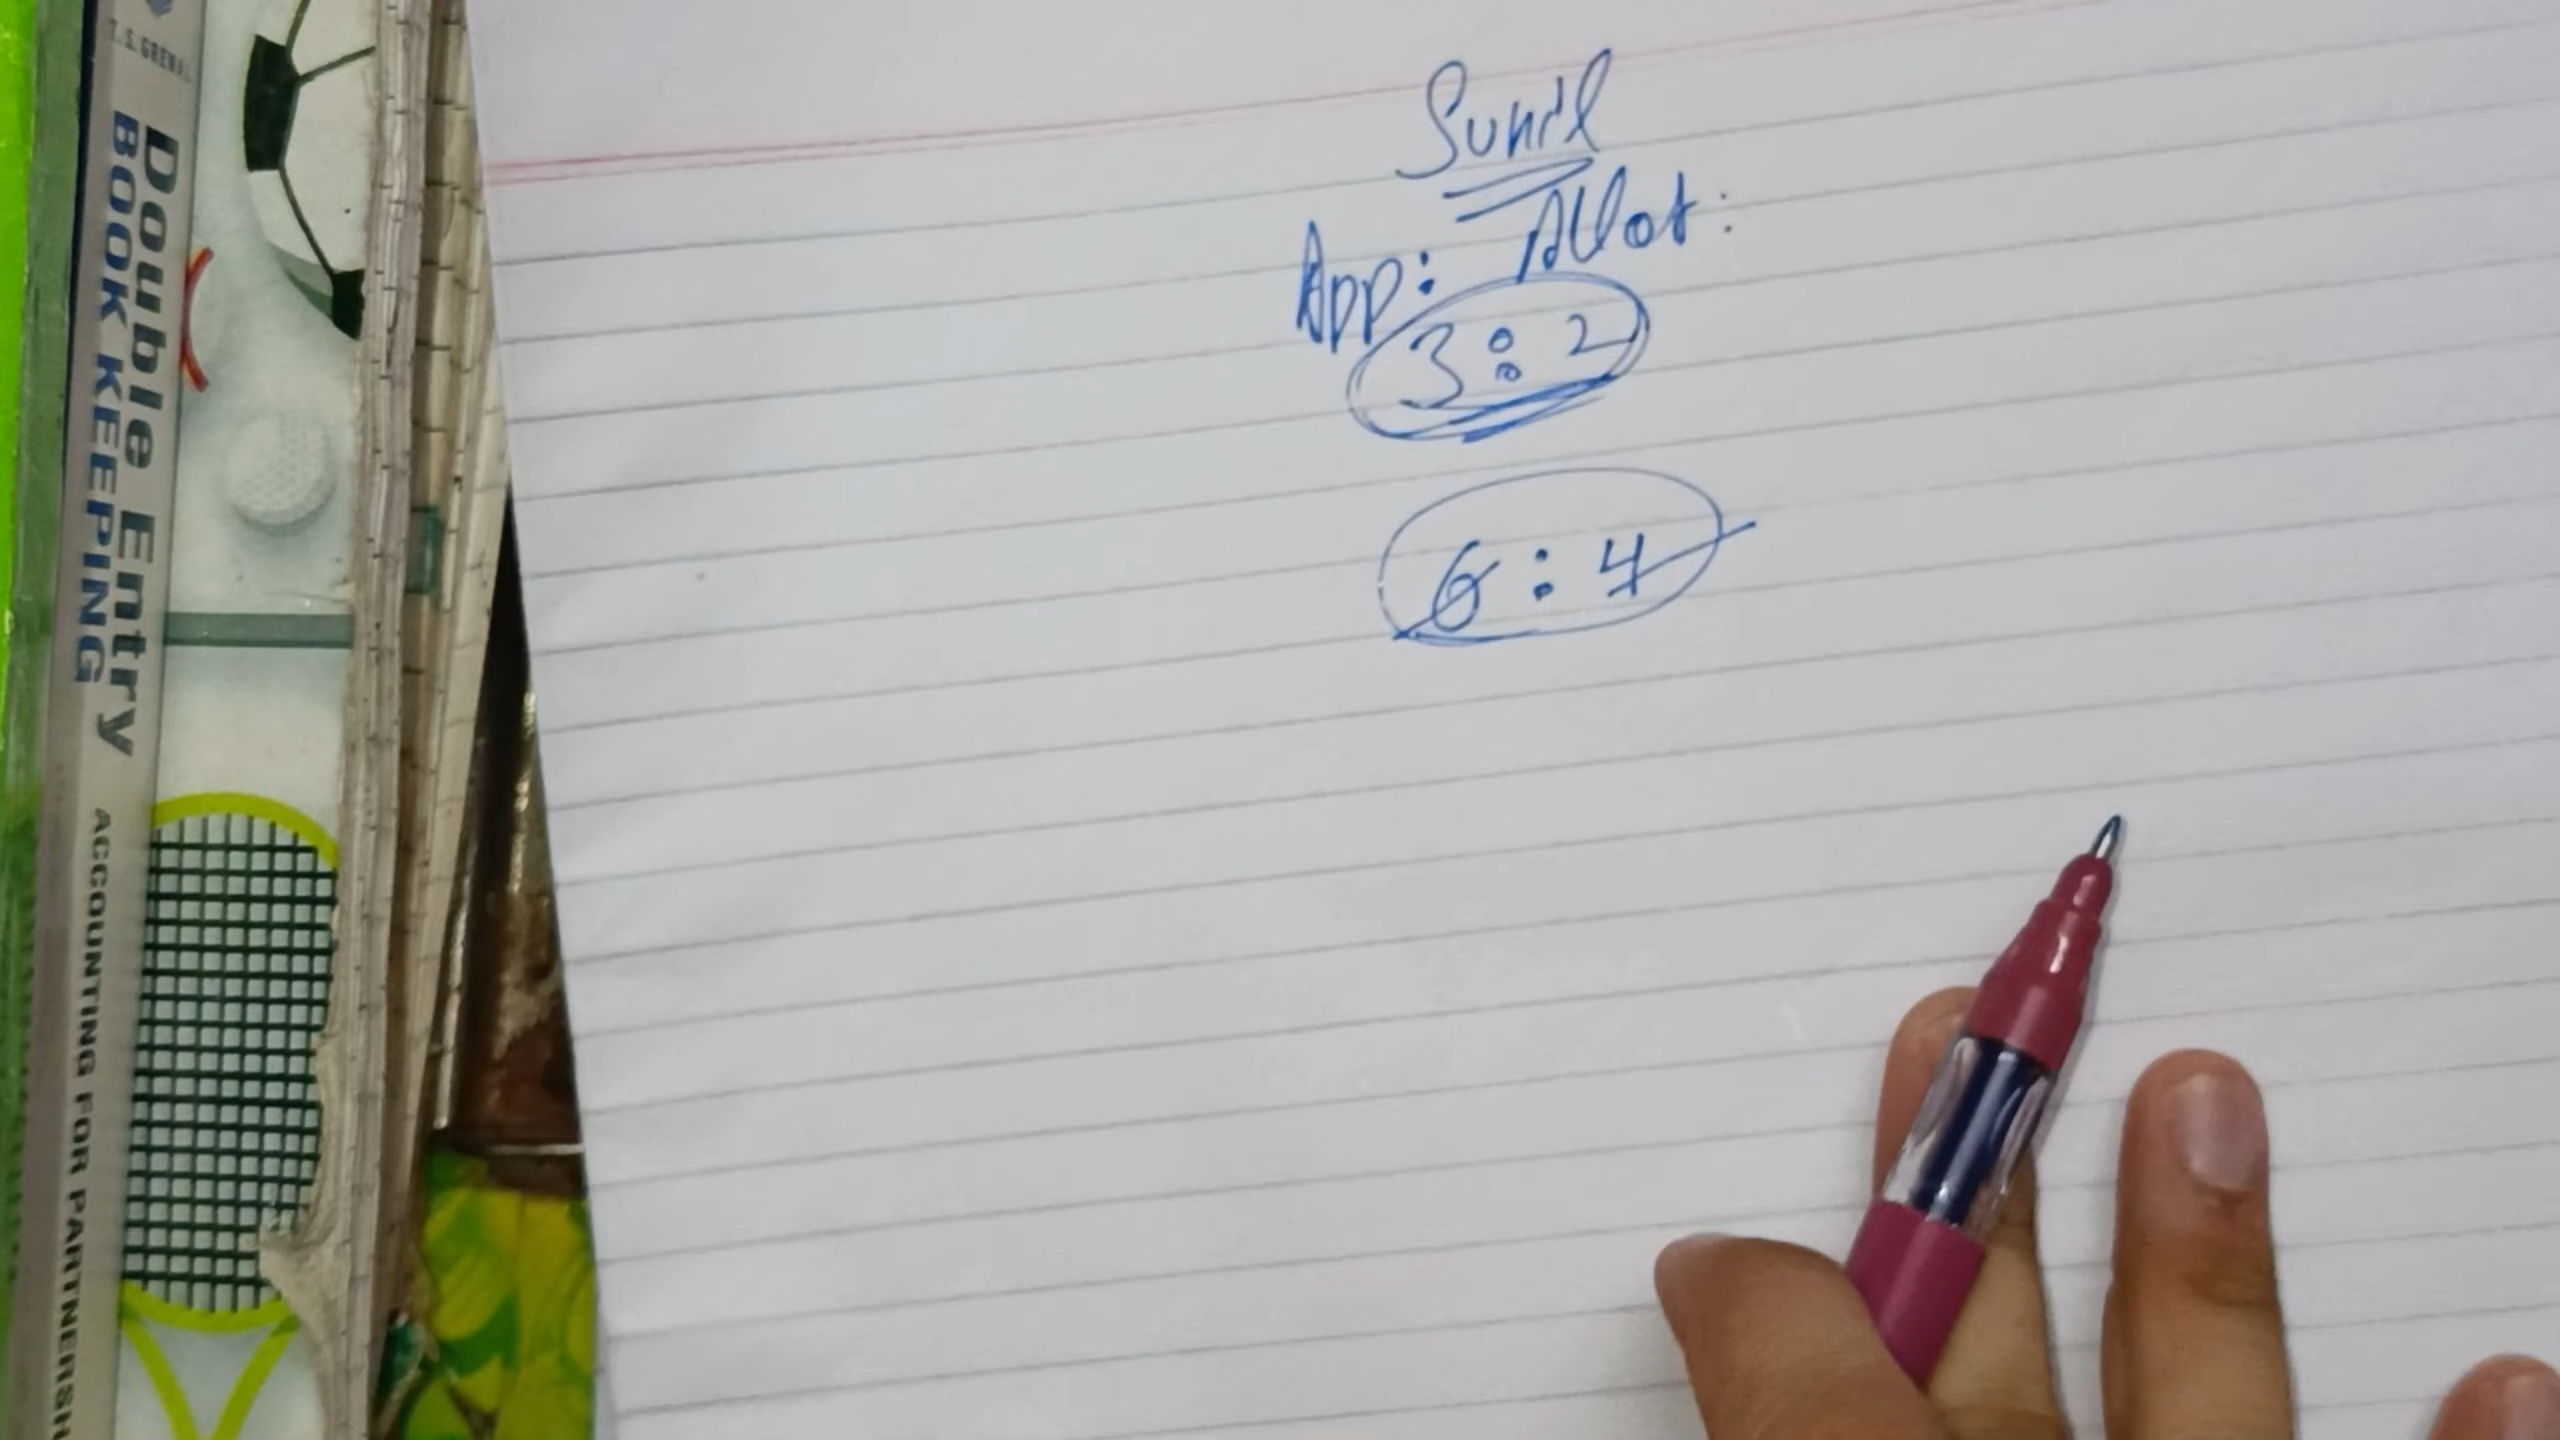 T.S. GREWAL
Double Entry
BOOK KEEPING
ACCOUNTING FOR PARTNERSH
Sunil
App: Allot:
3 : 2
6 : 4